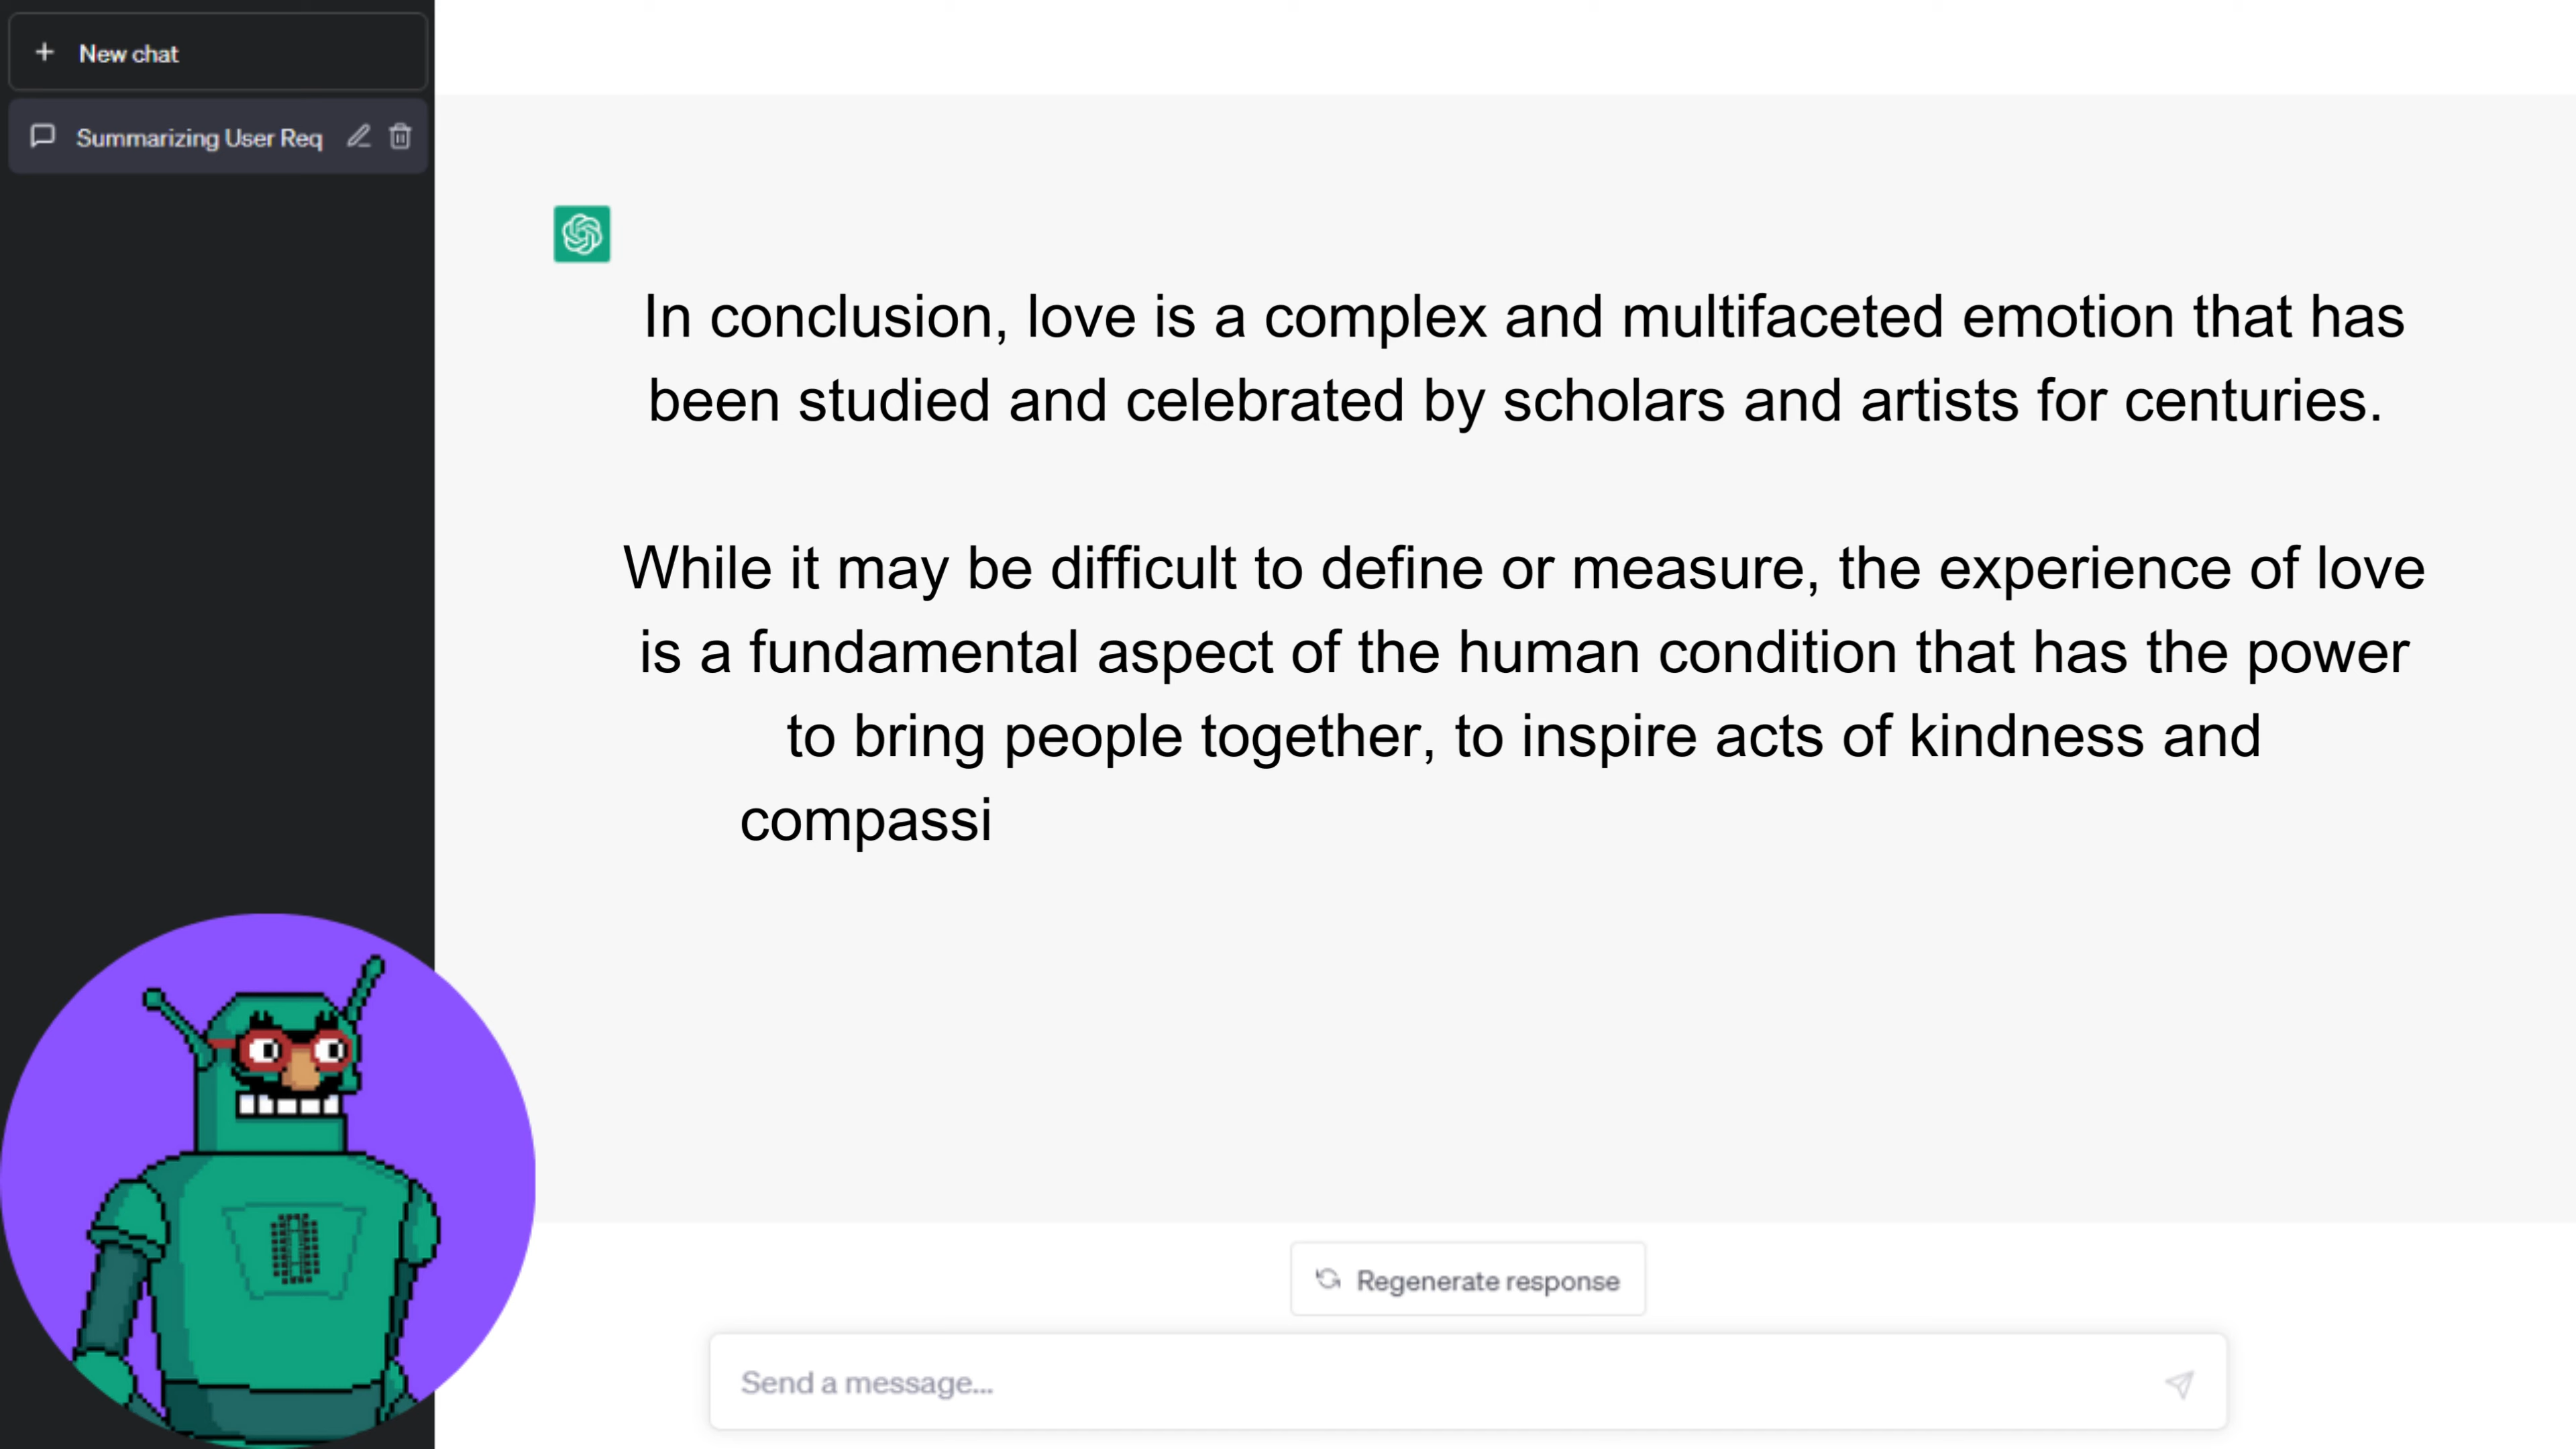 New chat
Summarizing User Req
In conclusion, love is a complex and multifaceted emotion that has
been studied and celebrated by scholars and artists for centuries.
While it may be difficult to define or measure, the experience of love
is a fundamental aspect of the human condition that has the power
to bring people together, to inspire acts of kindness and
compassi
Regenerate response
Send a message...